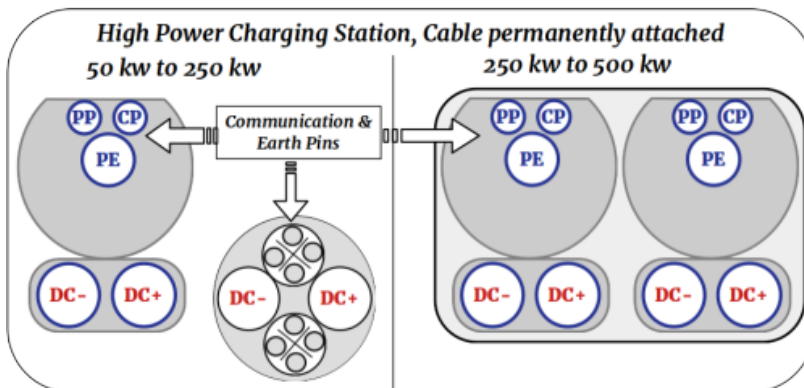 High Power Charging Station, Cable permanently attached
50 kw to 250 kw
250 kw to 500 kw
PP CP
PE
Communication &
Earth Pins
PP CP
PE
PP CP
PE
DC- DC+
DC- DC+
DC- DC+
DC- DC+